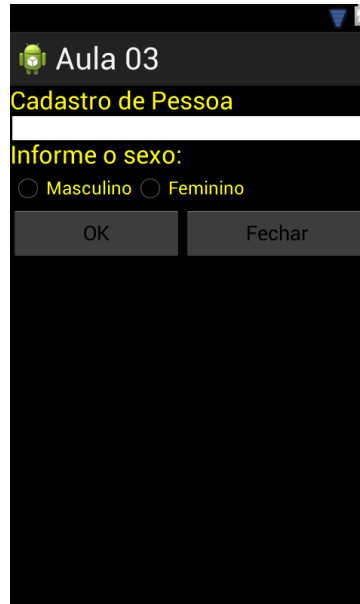 Aula 03
Cadastro de Pessoa
Informe o sexo:
Masculino Feminino
OK Fechar